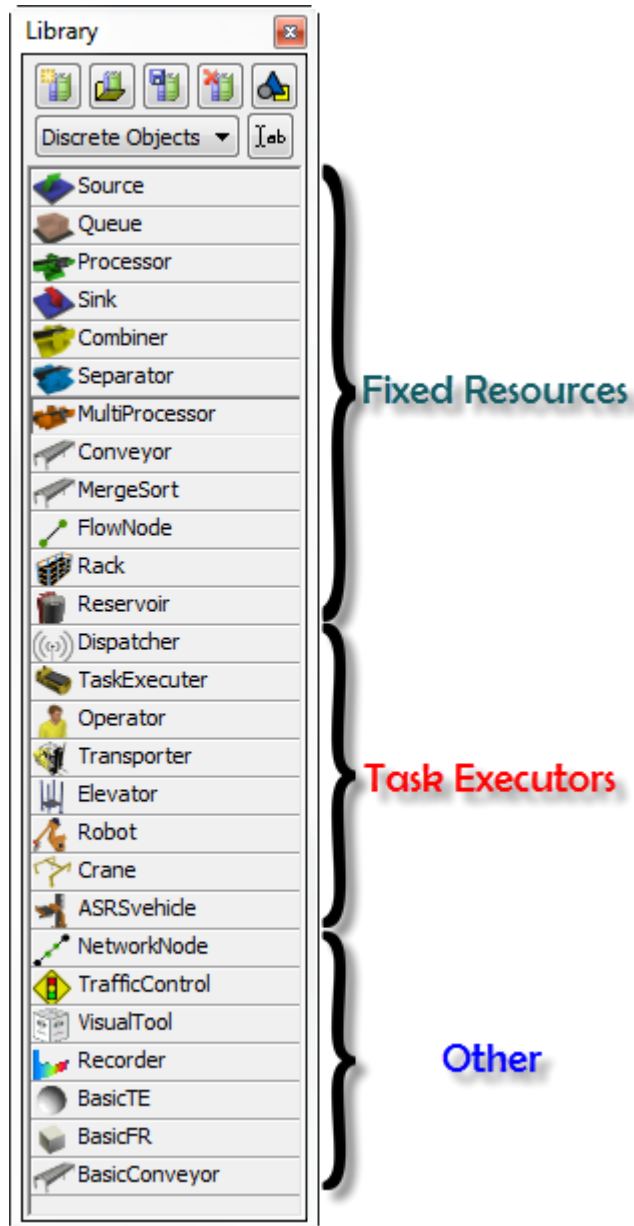 Library
Discrete Objects
ab
Source
Queue
Processor
Sink
Combiner
Separator
MultiProcessor
Conveyor
MergeSort
FlowNode
Rack
Reservoir
Fixed Resources
Dispatcher
TaskExecuter
Operator
Transporter
Elevator
Robot
Crane
ASRSvehicle
Task Executors
NetworkNode
TrafficControl
VisualTool
Recorder
BasicTE
BasicFR
BasicConveyor
Other